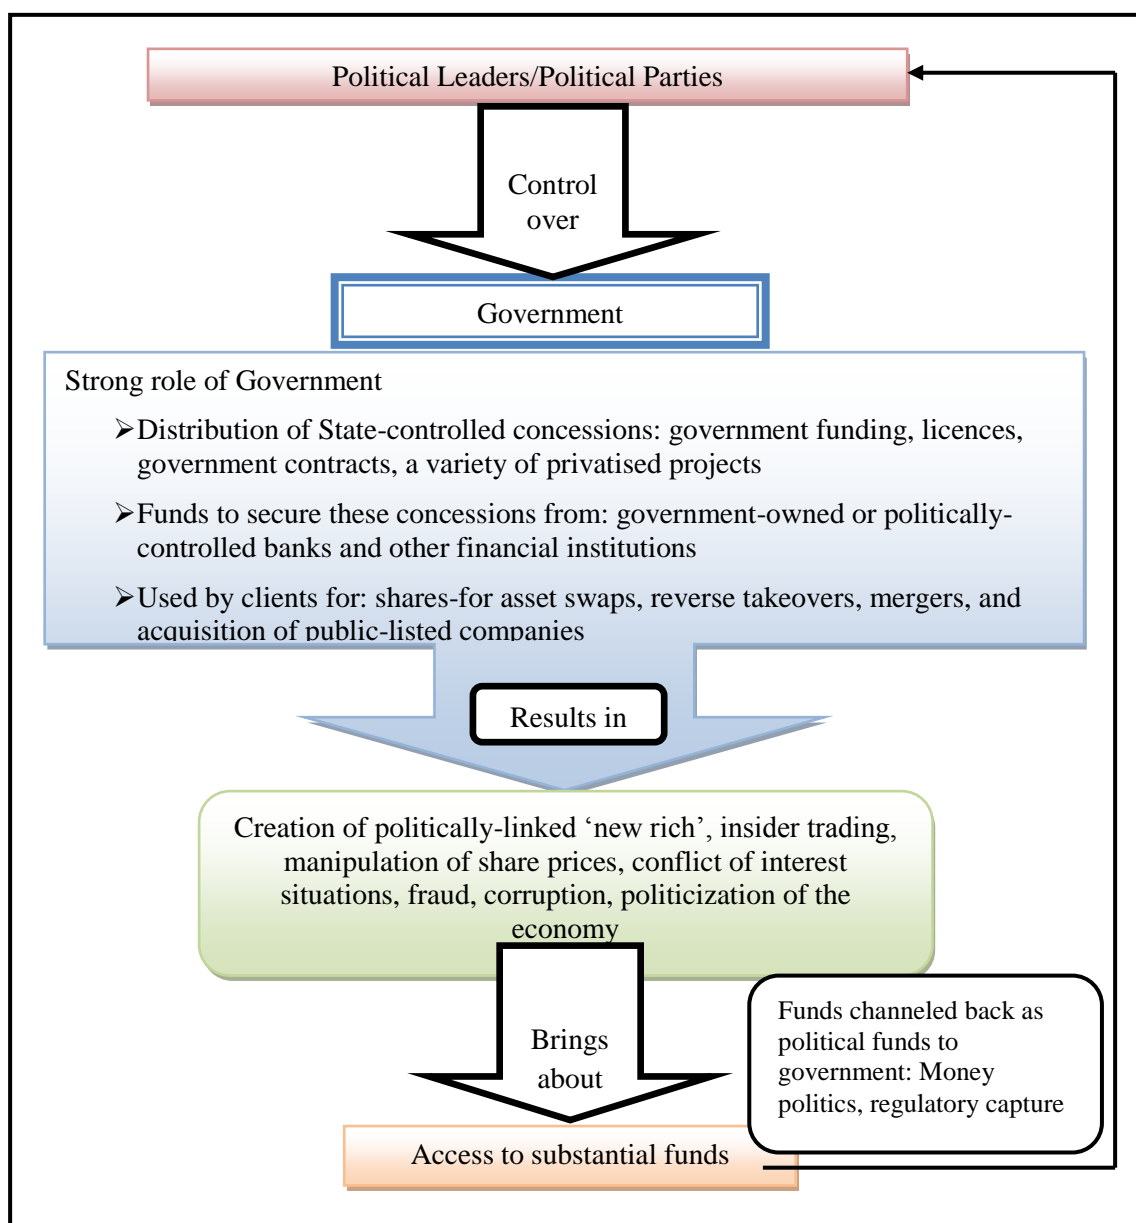 Political Leaders/Political Parties
Control
over
Government
Strong role of Government
➢Distribution of State-controlled concessions: government funding, licences,
government contracts, a variety of privatised projects
➢Funds to secure these concessions from: government-owned or politically-
controlled banks and other financial institutions
➢Used by clients for: shares-for asset swaps, reverse takeovers, mergers, and
acquisition of public-listed companies
Results in
Creation of politically-linked ‘new rich’, insider trading,
manipulation of share prices, conflict of interest
situations, fraud, corruption, politicization of the
economy
Brings
about
Funds channeled back as
political funds to
government: Money
politics, regulatory capture
Access to substantial funds